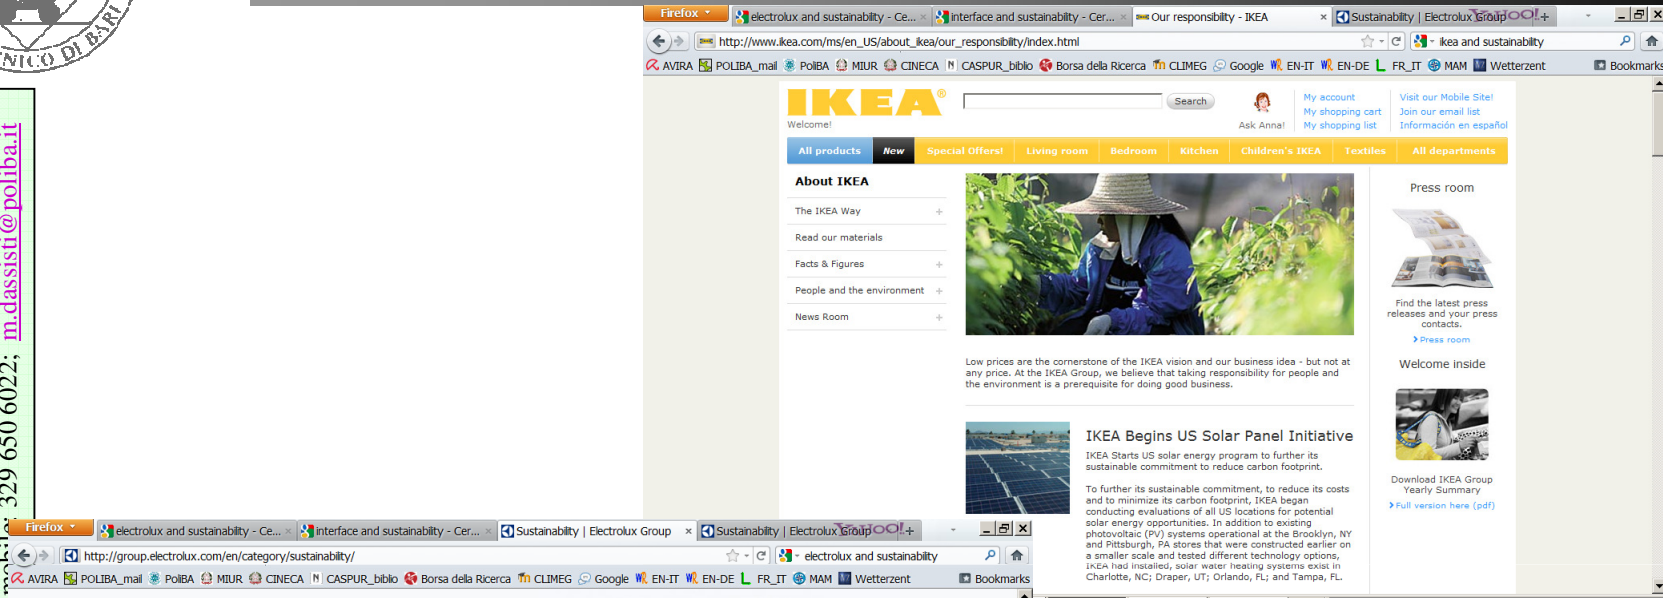 NICO DI BARI
m.dassisti@poliba.it
mobile: 329 650 6022;
Firefox
electrolux and sustainability - Ce...
interface and sustainability - Cer...
Our responsibility - IKEA
Sustainability | Electrolux Group
YAHOO!
http://www.ikea.com/ms/en_US/about_ikea/our_responsibility/index.html
ikea and sustainability
AVIRA POLIBA_mail PoliBA MIUR CINECA CASPUR_biblio Borsa della Ricerca CLIMEG Google EN-IT EN-DE FR_IT MAM Wetterzent Bookmarks
IKEA®
Welcome!
Search
Ask Anna!
My account
My shopping cart
My shopping list
Visit our Mobile Site!
Join our email list
Información en español
All products New Special Offers! Living room Bedroom Kitchen Children's IKEA Textiles All departments
About IKEA
The IKEA Way
Read our materials
Facts & Figures
People and the environment
News Room
Low prices are the cornerstone of the IKEA vision and our business idea - but not at
any price. At the IKEA Group, we believe that taking responsibility for people and
the environment is a prerequisite for doing good business.
IKEA Begins US Solar Panel Initiative
IKEA Starts US solar energy program to further its
sustainable commitment to reduce carbon footprint.
To further its sustainable commitment, to reduce its costs
and to minimize its carbon footprint, IKEA began
conducting evaluations of all US locations for potential
solar energy opportunities. In addition to existing
photovoltaic (PV) systems operational at the Brooklyn, NY
and Pittsburgh, PA stores that were constructed earlier on
a smaller scale and tested different technology options,
IKEA had installed, solar water heating systems exist in
Charlotte, NC; Draper, UT; Orlando, FL; and Tampa, FL.
Press room
Find the latest press
releases and your press
contacts.
Press room
Welcome inside
Download IKEA Group
Yearly Summary
Full version here (pdf)
Firefox
electrolux and sustainability - Ce...
interface and sustainability - Cer...
Sustainability | Electrolux Group
Sustainability | Electrolux Group
YAHOO!
http://group.electrolux.com/en/category/sustainability/
electrolux and sustainability
AVIRA POLIBA_mail PoliBA MIUR CINECA CASPUR_biblio Borsa della Ricerca CLIMEG Google EN-IT EN-DE FR_IT MAM Wetterzent Bookmarks